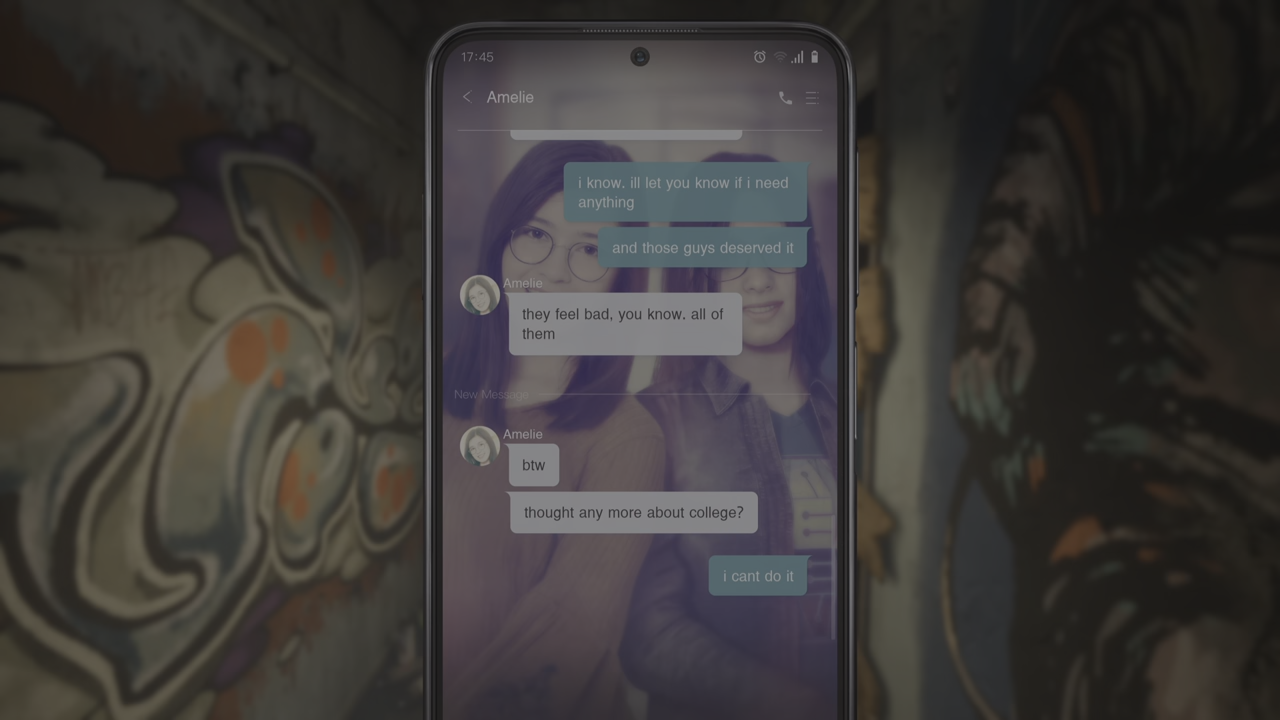 17:45
Amelie
i know. ill let you know if i need
anything
and those guys deserved it
Amelie
they feel bad, you know. all of
them
New Message
Amelie
btw
thought any more about college?
i cant do it